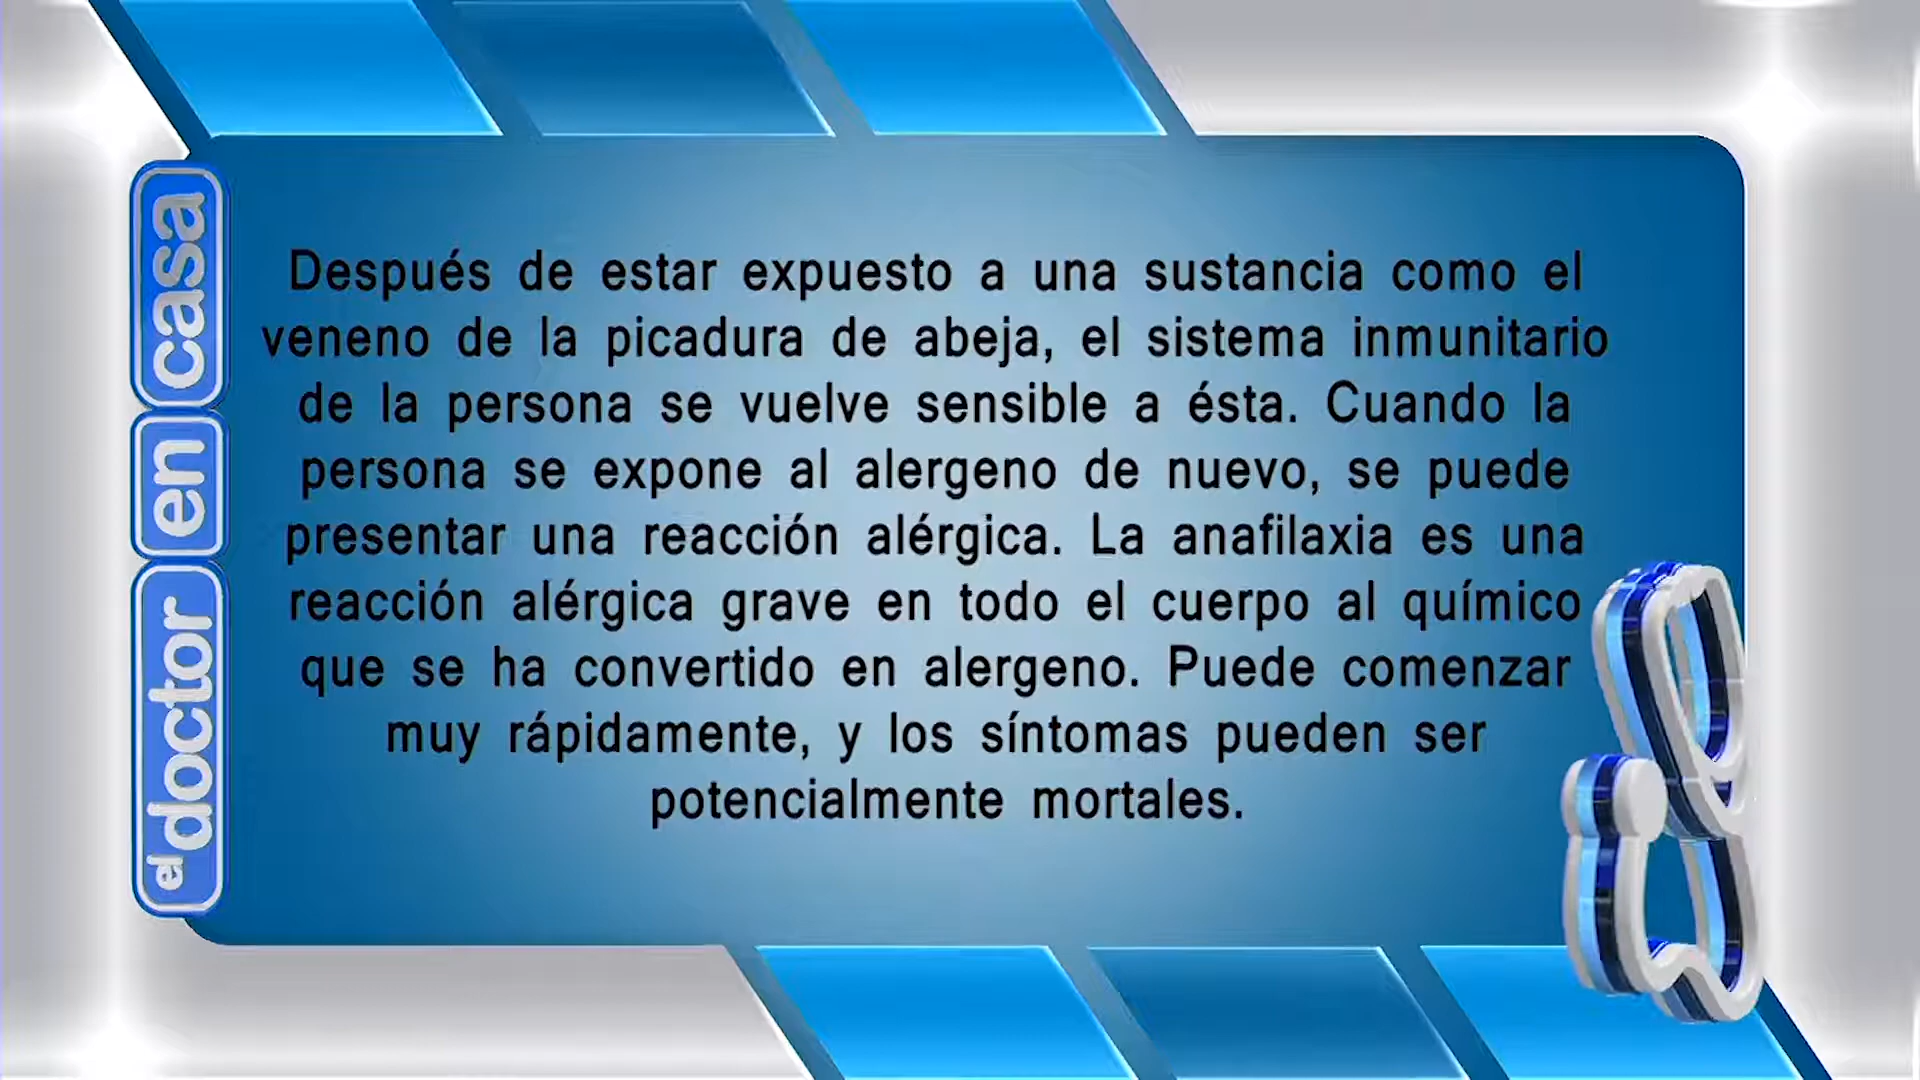 el doctor en casa
Después de estar expuesto a una sustancia como el
veneno de la picadura de abeja, el sistema inmunitario
de la persona se vuelve sensible a ésta. Cuando la
persona se expone al alergeno de nuevo, se puede
presentar una reacción alérgica. La anafilaxia es una
reacción alérgica grave en todo el cuerpo al químico
que se ha convertido en alergeno. Puede comenzar
muy rápidamente, y los síntomas pueden ser
potencialmente mortales.